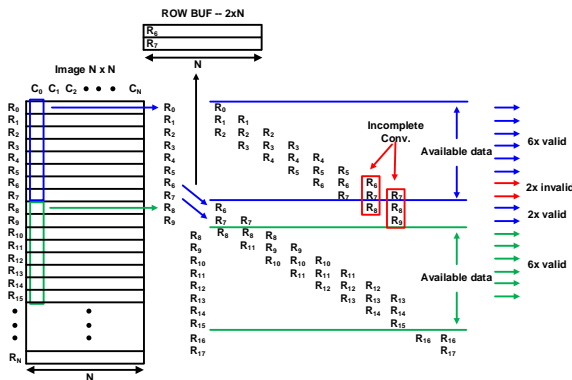 ROW BUF -- 2xN
R6
R7
N
Image N x N
C0 C1 C2 • • • CN
R0
R1
R2
R3
R4
R5
R6
R7
R8
R9
R10
R11
R12
R13
R14
R15
RN
N
R0
R1
R2
R3
R4
R5
R6
R7
R8
R9
R8
R9
R10
R11
R12
R13
R14
R15
R16
R17
R0
R1 R1
R2 R2 R2
R3 R3 R3
R4 R4 R4
R5 R5 R5
R6 R6 R6
R7 R7 R7
R8 R8
R9
Incomplete
Conv.
Available data
R6
R7 R7
R8 R8 R8
R9 R9
R10 R10 R10
R11 R11 R11
R12 R12 R12
R13 R13 R13
R14 R14
R15
R16 R16
R17
Available data
6x valid
2x invalid
2x valid
6x valid